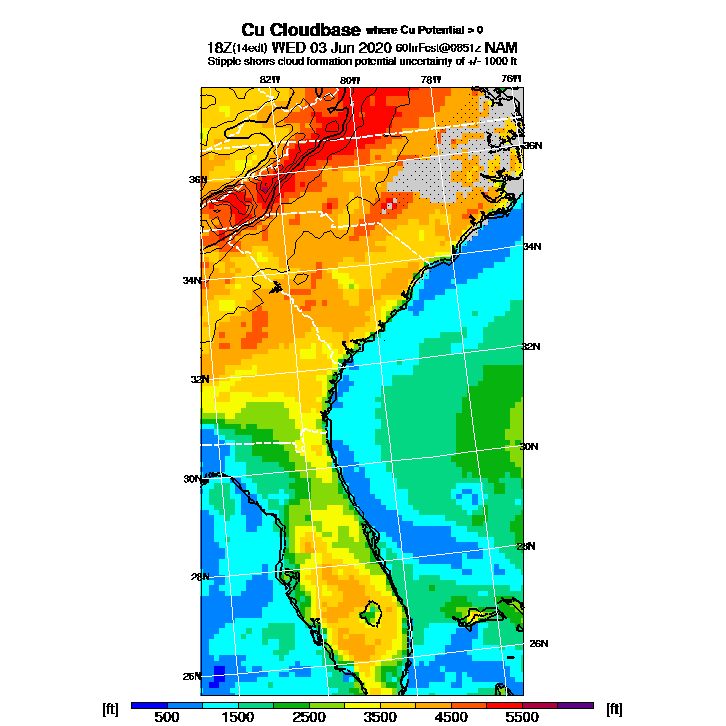 Cu Cloudbase where Cu Potential > 0
18Z(14edt) WED 03 Jun 2020 60hrFcst@0851z NAM
Stipple shows cloud formation potential uncertainty of +/- 1000 ft
82W 80W 78W 76W
36N
36N
34N
34N
32N
32N
30N
30N
28N
28N
26N
26N
[ft] 500 1500 2500 3500 4500 5500 [ft]